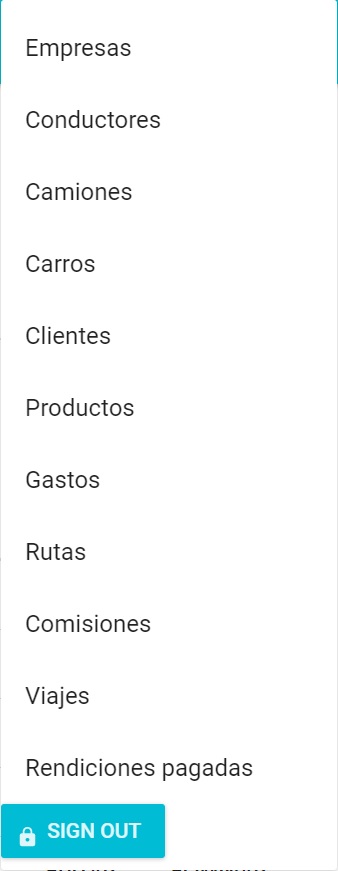 Empresas
Conductores
Camiones
Carros
Clientes
Productos
Gastos
Rutas
Comisiones
Viajes
Rendiciones pagadas
SIGN OUT